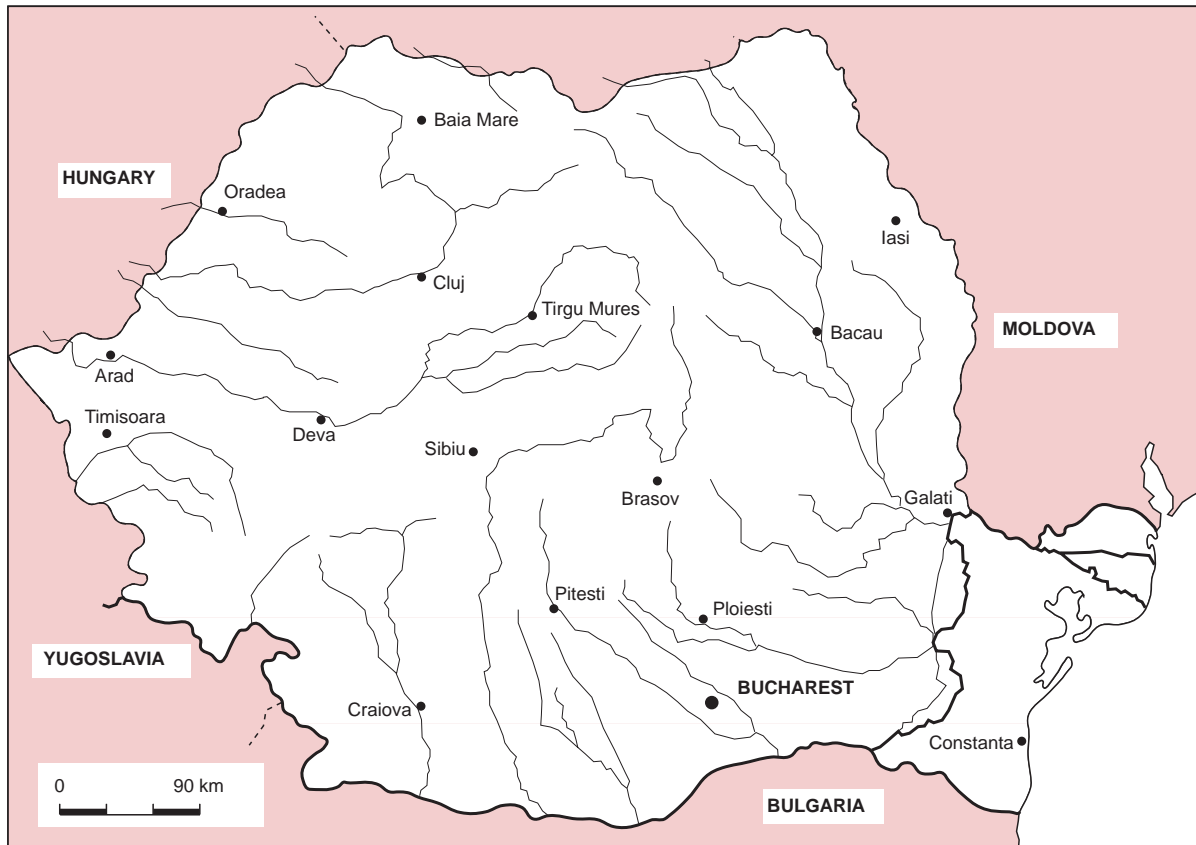 Baia Mare
HUNGARY
Oradea
Iasi
Cluj
Tirgu Mures
MOLDOVA
Bacau
Arad
Timisoara
Deva
Sibiu
Brasov
Galati
Pitesti
Ploiesti
YUGOSLAVIA
BUCHAREST
Craiova
Constanta
0 90 km
BULGARIA